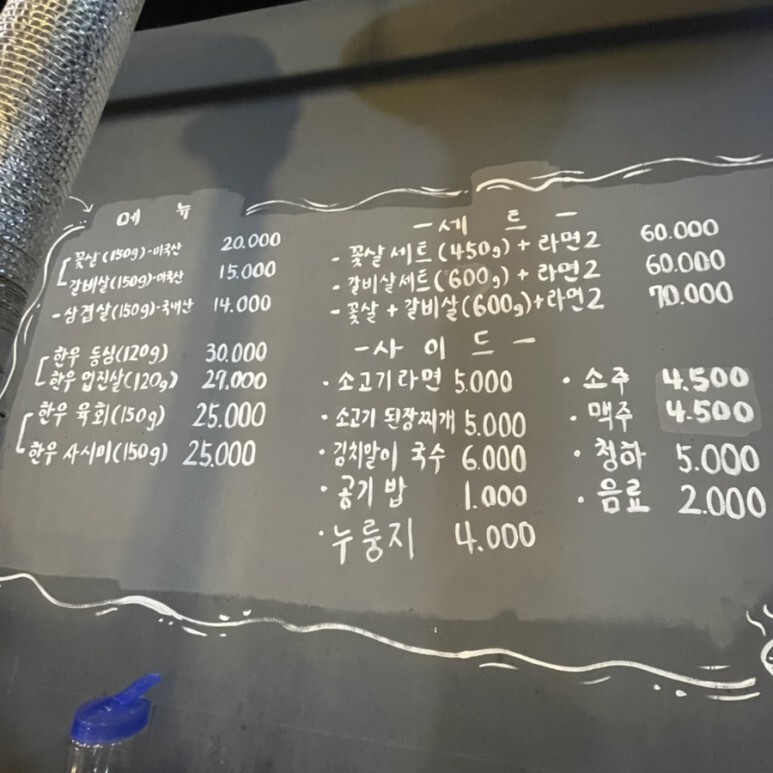 메 뉴
꽃살(150g)-미국산 20.000
갈비살(150g)-미국산 15.000
- 삼겹살(150g)-국내산 14.000
한우 등심(120g) 30.000
한우 업진살(120g) 29.000
한우 육회(150g) 25.000
한우 사시미(150g) 25.000
- 세 트 -
- 꽃살 세트(450g) + 라면2 60.000
- 갈비살세트(600g) + 라면2 60.000
- 꽃살 + 갈비살(600g)+라면2 70.000
- 사 이 드 -
· 소고기라면 5.000
· 소고기 된장찌개 5.000
· 김치말이 국수 6.000
· 공기밥 1.000
· 누룽지 4.000
· 소주 4.500
· 맥주 4.500
· 청하 5.000
· 음료 2.000